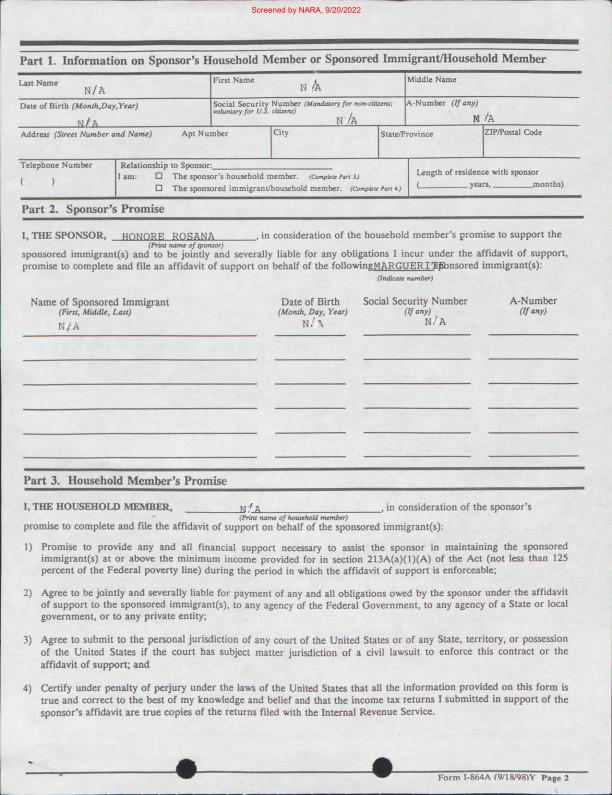 Screened by NARA, 9/20/2022
Part 1. Information on Sponsor's Household Member or Sponsored Immigrant/Household Member
Last Name
N/A
First Name
N/A
Middle Name
Date of Birth (Month,Day,Year)
N/A
Social Security Number (Mandatory for non-citizens; voluntary for U.S. citizens)
N/A
A-Number (If any)
N/A
Address (Street Number and Name) Apt Number
City
State/Province
ZIP/Postal Code
Telephone Number
( )
Relationship to Sponsor:
I am: ☐ The sponsor's household member. (Complete Part 3.)
☐ The sponsored immigrant/household member. (Complete Part 4.)
Length of residence with sponsor
(________ years, ________months)
Part 2. Sponsor's Promise
I, THE SPONSOR, HONORE ROSANA, in consideration of the household member's promise to support the
(Print name of sponsor)
sponsored immigrant(s) and to be jointly and severally liable for any obligations I incur under the affidavit of support,
promise to complete and file an affidavit of support on behalf of the following MARGUERITE sponsored immigrant(s):
(Indicate number)
Name of Sponsored Immigrant
(First, Middle, Last)
N/A
Date of Birth
(Month, Day, Year)
N/A
Social Security Number
(If any)
N/A
A-Number
(If any)
Part 3. Household Member's Promise
I, THE HOUSEHOLD MEMBER, N/A, in consideration of the sponsor's
(Print name of household member)
promise to complete and file the affidavit of support on behalf of the sponsored immigrant(s):
1) Promise to provide any and all financial support necessary to assist the sponsor in maintaining the sponsored
immigrant(s) at or above the minimum income provided for in section 213A(a)(1)(A) of the Act (not less than 125
percent of the Federal poverty line) during the period in which the affidavit of support is enforceable;
2) Agree to be jointly and severally liable for payment of any and all obligations owed by the sponsor under the affidavit
of support to the sponsored immigrant(s), to any agency of the Federal Government, to any agency of a State or local
government, or to any private entity;
3) Agree to submit to the personal jurisdiction of any court of the United States or of any State, territory, or possession
of the United States if the court has subject matter jurisdiction of a civil lawsuit to enforce this contract or the
affidavit of support; and
4) Certify under penalty of perjury under the laws of the United States that all the information provided on this form is
true and correct to the best of my knowledge and belief and that the income tax returns I submitted in support of the
sponsor's affidavit are true copies of the returns filed with the Internal Revenue Service.
Form I-864A (9/18/98)Y Page 2